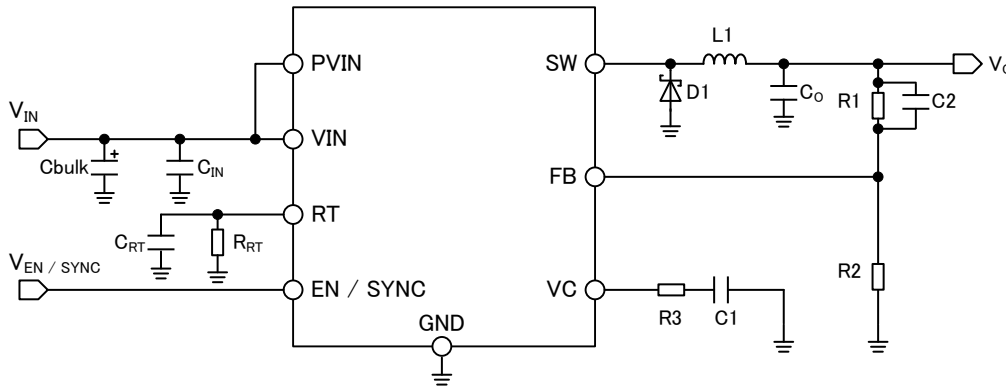 L1
PVIN
SW
V
D1
C_O
R1
C2
V_IN
VIN
Cbulk
+
C_IN
FB
RT
C_RT
R_RT
V_EN / SYNC
EN / SYNC
VC
R2
R3
C1
GND